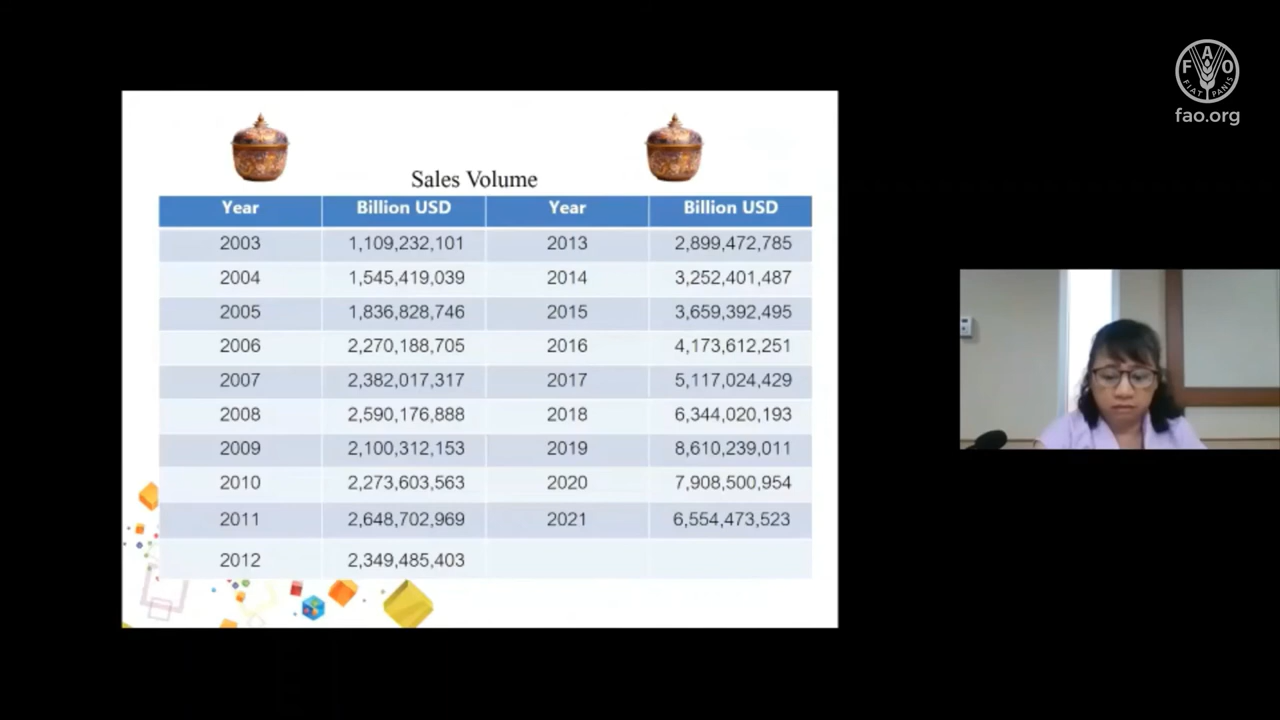 FAO
FIAT PANIS
fao.org
Sales Volume
Year Billion USD Year Billion USD
2003 1,109,232,101 2013 2,899,472,785
2004 1,545,419,039 2014 3,252,401,487
2005 1,836,828,746 2015 3,659,392,495
2006 2,270,188,705 2016 4,173,612,251
2007 2,382,017,317 2017 5,117,024,429
2008 2,590,176,888 2018 6,344,020,193
2009 2,100,312,153 2019 8,610,239,011
2010 2,273,603,563 2020 7,908,500,954
2011 2,648,702,969 2021 6,554,473,523
2012 2,349,485,403